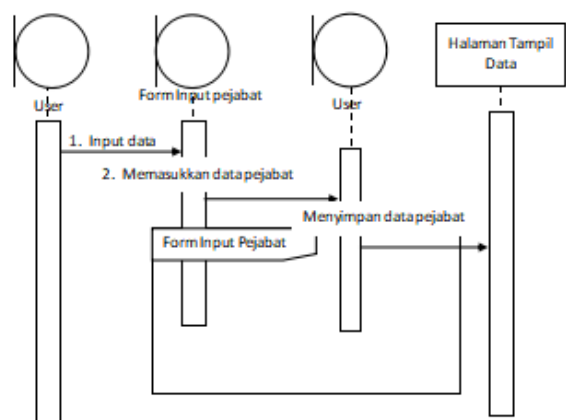 User
Form Input pejabat
User
Halaman Tampil
Data
1. Input data
2. Memasukkan data pejabat
Menyimpan data pejabat
Form Input Pejabat